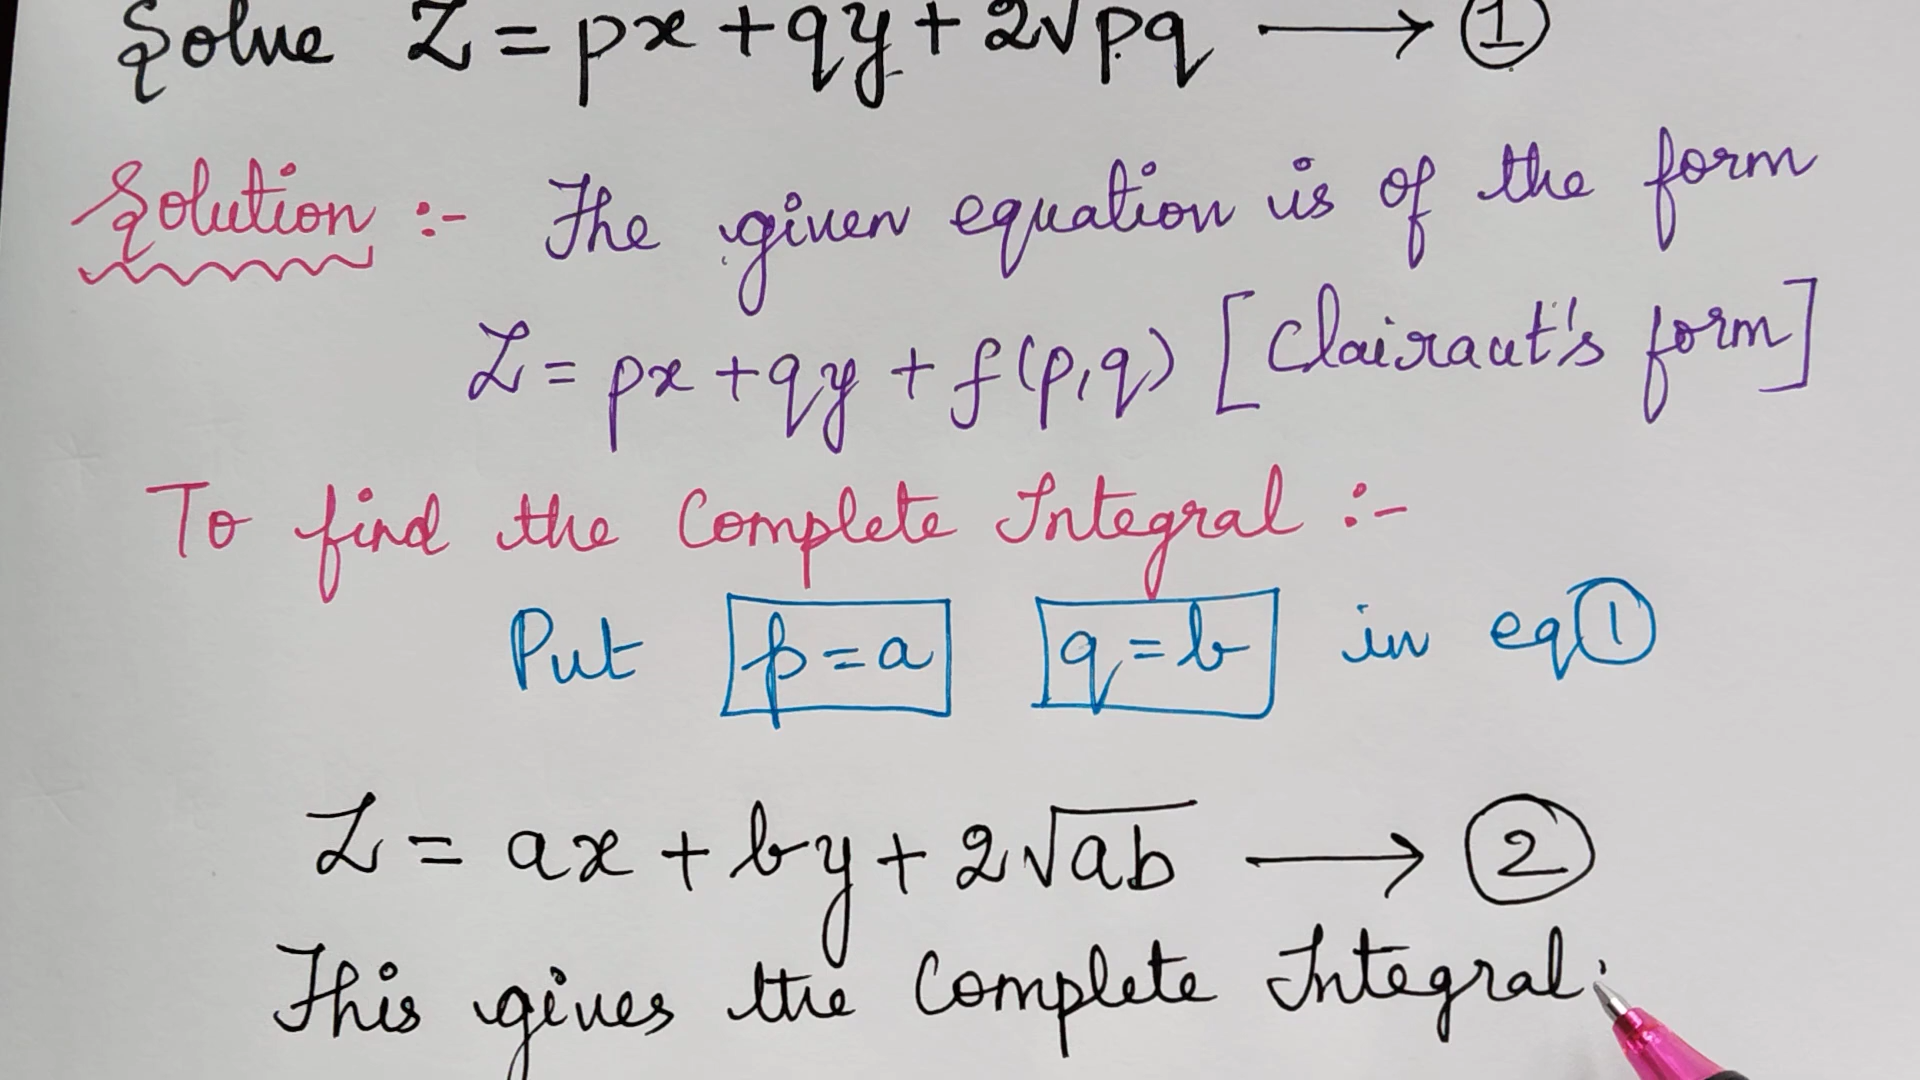 Solve Z = px + qy + 2√pq ⟶ ①
Solution :- The given equation is of the form
Z = px + qy + f(p,q) [Clairaut's form]
To find the Complete Integral :-
Put p = a q = b in eq ①
Z = ax + by + 2√ab ⟶ ②
This gives the Complete Integral.